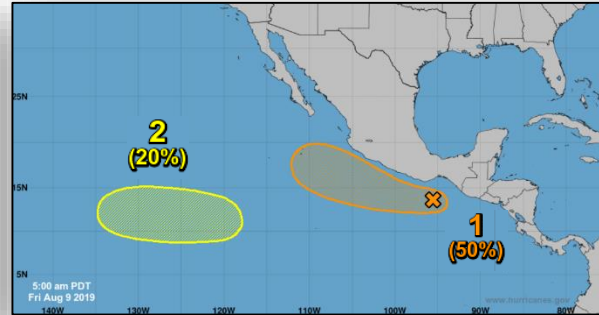 25N
2
(20%)
15N
1
(50%)
5N
5:00 am PDT
Fri Aug 9 2019
www.hurricanes.gov
140W 130W 120W 110W 100W 90W 80W